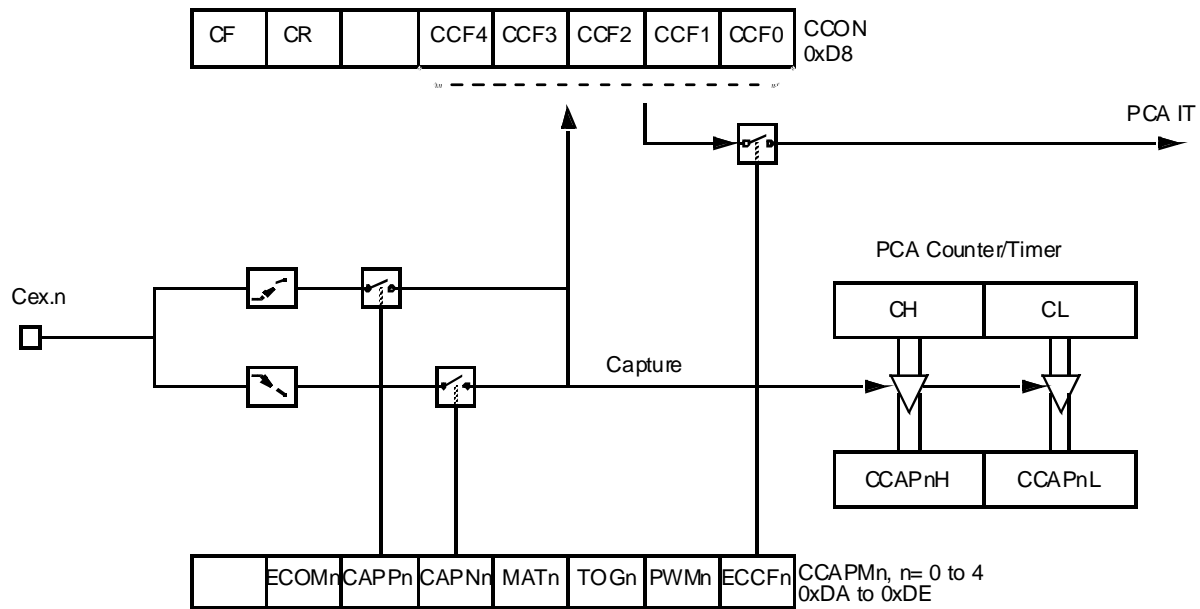 CF CR CCF4 CCF3 CCF2 CCF1 CCF0 CCON
0xD8
PCA IT
PCA Counter/Timer
Cex.n
CH CL
Capture
CCAPnH CCAPnL
ECOMn CAPPn CAPNn MATn TOGn PWMn ECCFn CCAPMn, n= 0 to 4
0xDA to 0xDE